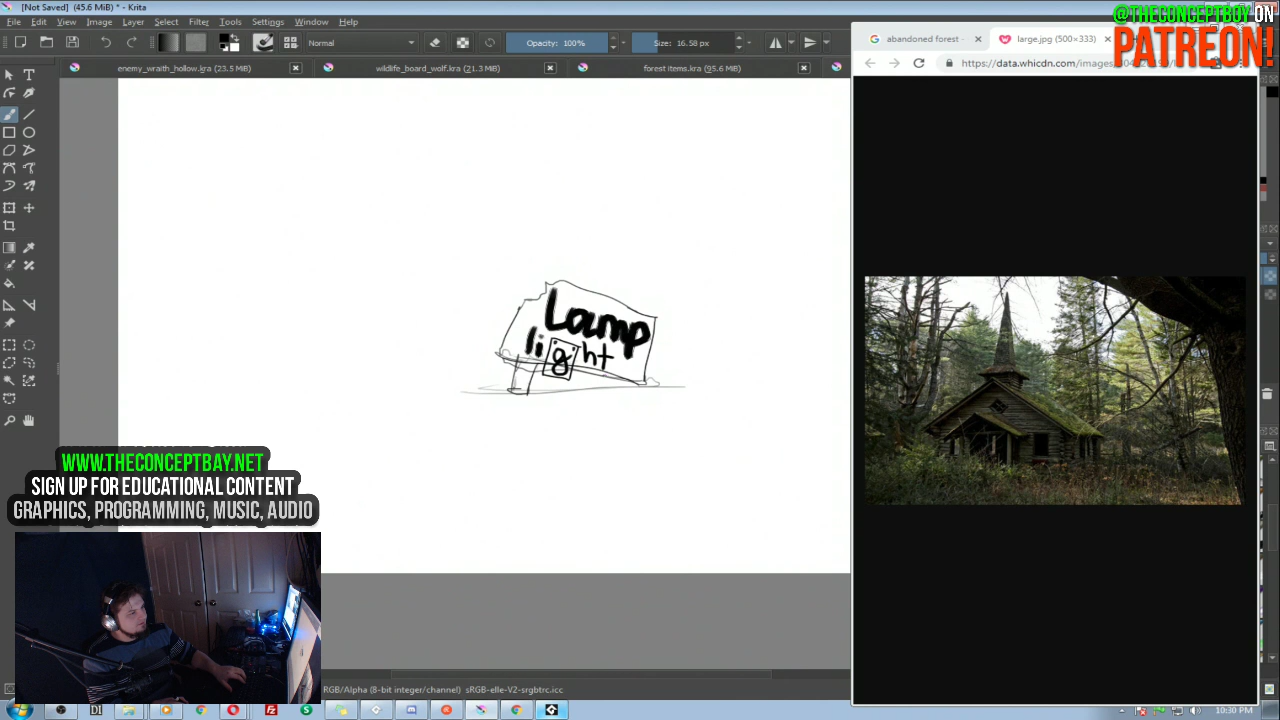 [Not Saved] (45.6 MiB) * - Krita
@THECONCEPTBOY ON
PATREON!
File Edit View Image Layer Select Filter Tools Settings Window Help
Normal Opacity: 100% Size: 16.58 px
abandoned forest - large.jpg (500×333)
enemy_wraith_hollow.kra (23.5 MiB) wildlife_board_wolf.kra (21.3 MiB) forest items.kra (95.6 MiB)
https://data.whicdn.com/images
Lamp
light
WWW.THECONCEPTBAY.NET
SIGN UP FOR EDUCATIONAL CONTENT
GRAPHICS, PROGRAMMING, MUSIC, AUDIO
RGB/Alpha (8-bit integer/channel) sRGB-elle-V2-srgbtrc.icc
10:30 PM